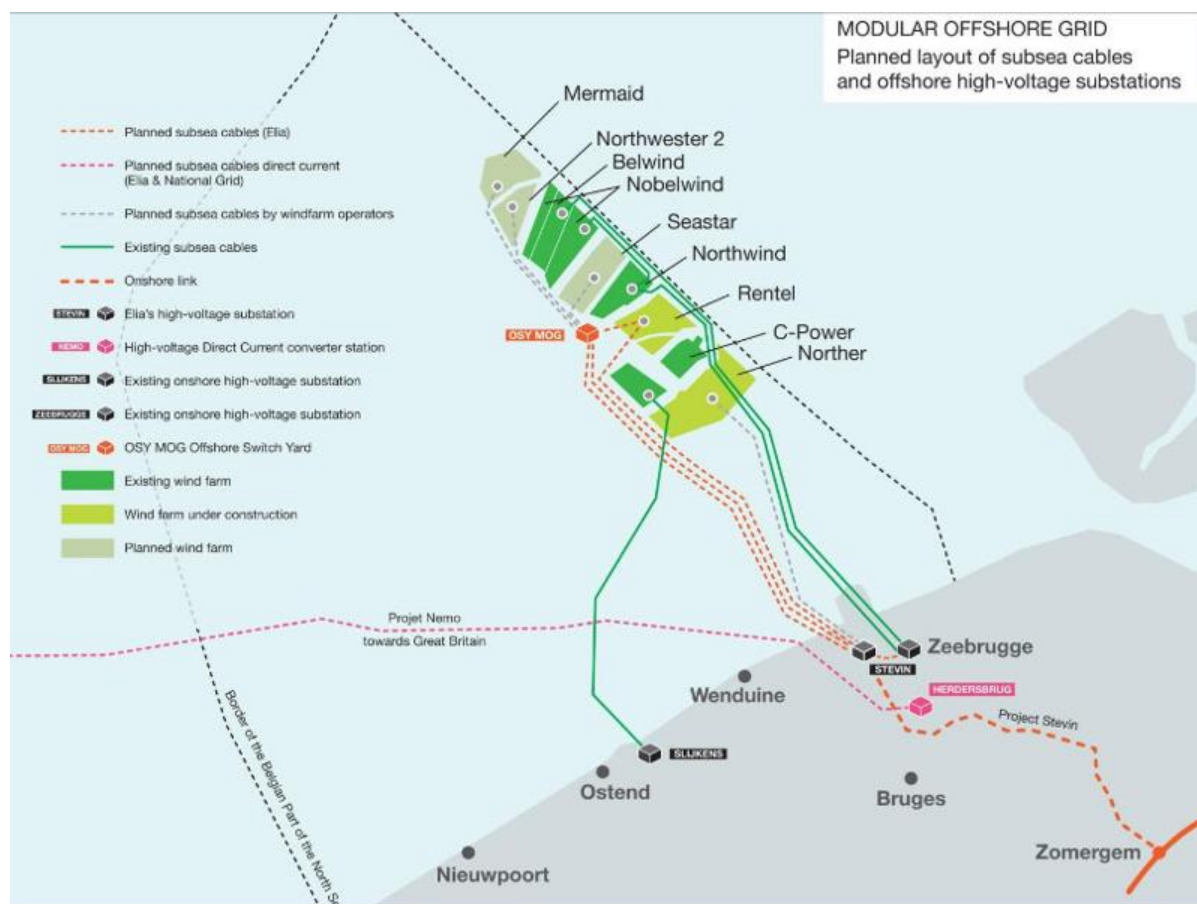 MODULAR OFFSHORE GRID
Planned layout of subsea cables
and offshore high-voltage substations
Mermaid
Northwester 2
Belwind
Nobelwind
Seastar
Northwind
Rentel
C-Power
Norther
Planned subsea cables (Elia)
Planned subsea cables direct current
(Elia & National Grid)
Planned subsea cables by windfarm operators
Existing subsea cables
Onshore link
STEVIN Elia's high-voltage substation
NEMO High-voltage Direct Current converter station
SLIJKENS Existing onshore high-voltage substation
ZEEBRUGGE Existing onshore high-voltage substation
OSY MOG OSY MOG Offshore Switch Yard
Existing wind farm
Wind farm under construction
Planned wind farm
OSY MOG
Projet Nemo
towards Great Britain
Border of the Belgian Part of the North Se
Zeebrugge
STEVIN
HERDERSBRUG
Wenduine
Project Stevin
SLIJKENS
Ostend
Bruges
Nieuwpoort
Zomergem